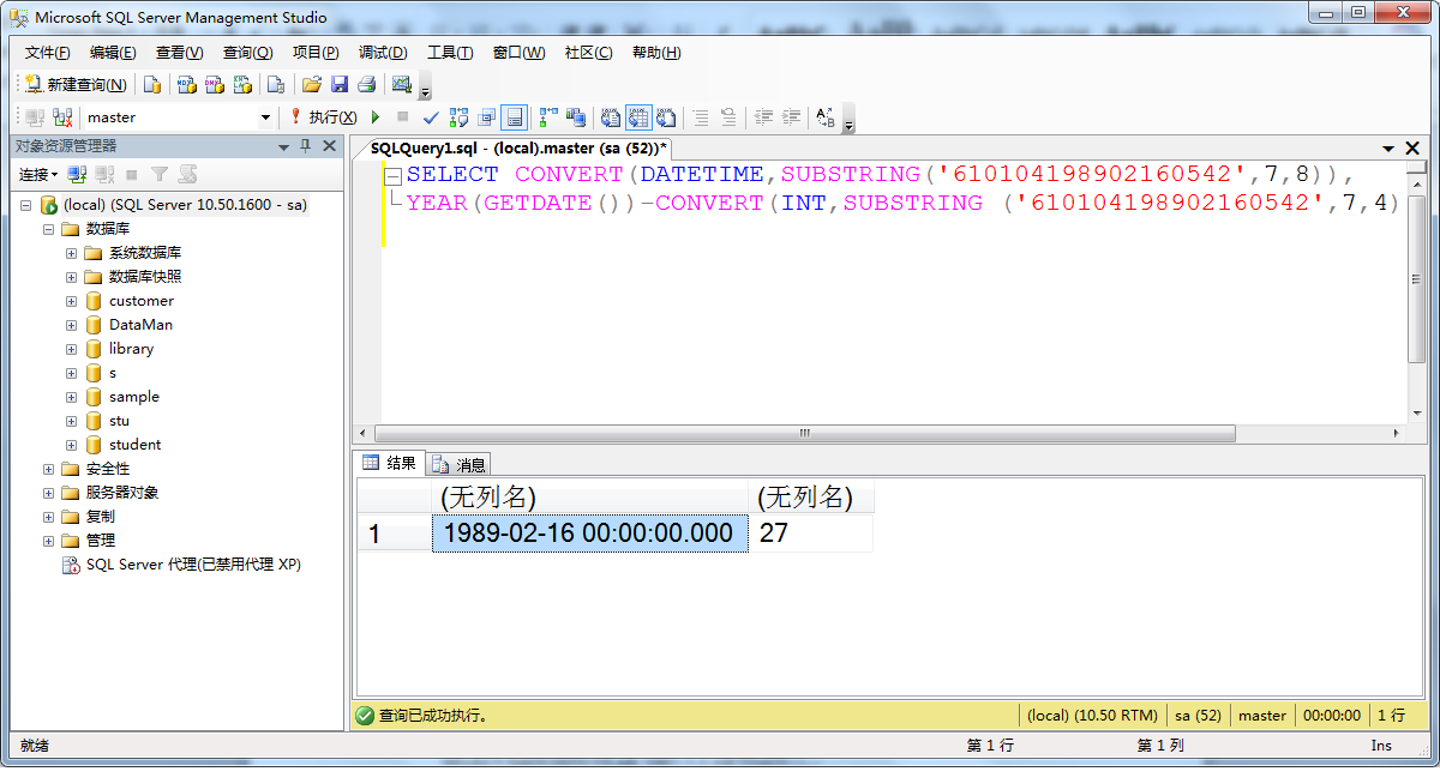 Microsoft SQL Server Management Studio
文件(F) 编辑(E) 查看(V) 查询(Q) 项目(P) 调试(D) 工具(T) 窗口(W) 社区(C) 帮助(H)
新建查询(N)
master 执行(X)
对象资源管理器
连接
(local) (SQL Server 10.50.1600 - sa)
数据库
系统数据库
数据库快照
customer
DataMan
library
s
sample
stu
student
安全性
服务器对象
复制
管理
SQL Server 代理(已禁用代理 XP)
SQLQuery1.sql - (local).master (sa (52))*
SELECT CONVERT(DATETIME,SUBSTRING('610104198902160542',7,8)),
YEAR(GETDATE())-CONVERT(INT,SUBSTRING ('610104198902160542',7,4)
结果 消息
(无列名) (无列名)
1 1989-02-16 00:00:00.000 27
查询已成功执行。 (local) (10.50 RTM) sa (52) master 00:00:00 1 行
就绪 第 1 行 第 1 列 Ins